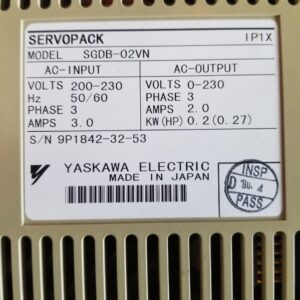 SERVOPACK IP1X
MODEL SGDB-02VN
AC-INPUT AC-OUTPUT
VOLTS 200-230 VOLTS 0-230
Hz 50/60 PHASE 3
PHASE 3 AMPS 2.0
AMPS 3.0 KW(HP) 0.2(0.27)
S/N 9P1842-32-53
YASKAWA ELECTRIC
MADE IN JAPAN
INSP
D '00. 4
PASS